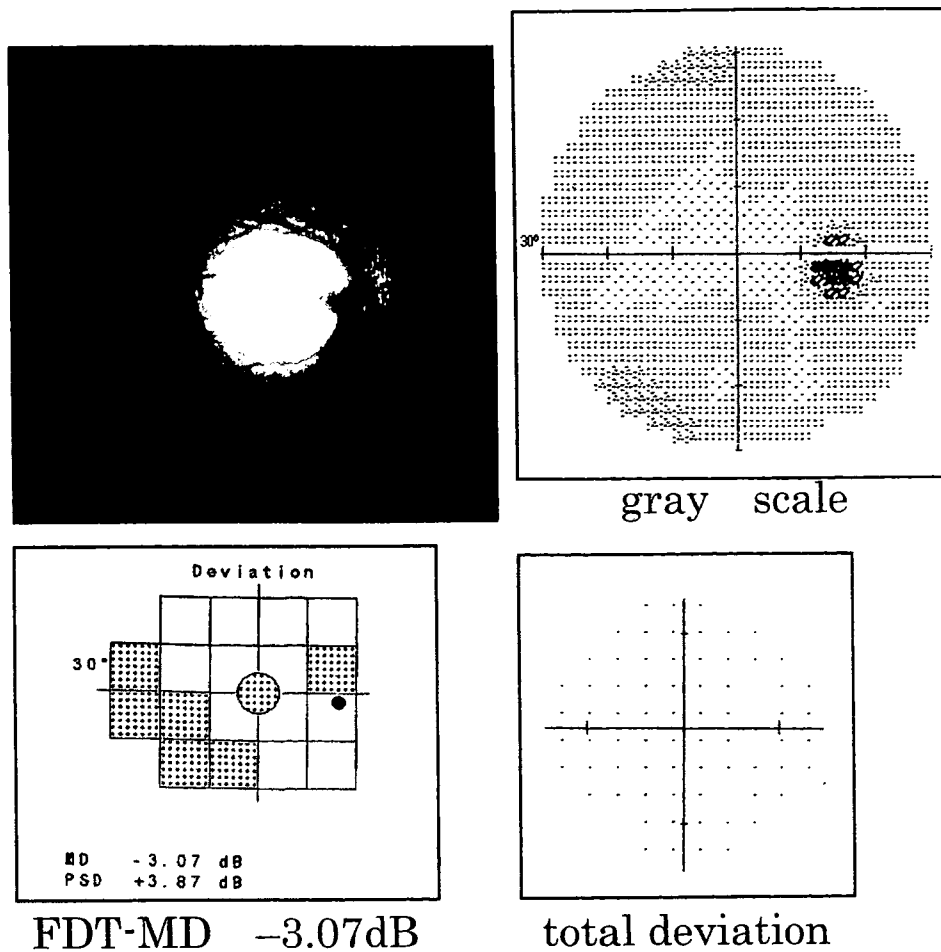 30°
gray scale
Deviation
30°
MD -3.07 dB
PSD +3.87 dB
FDT-MD –3.07dB
total deviation